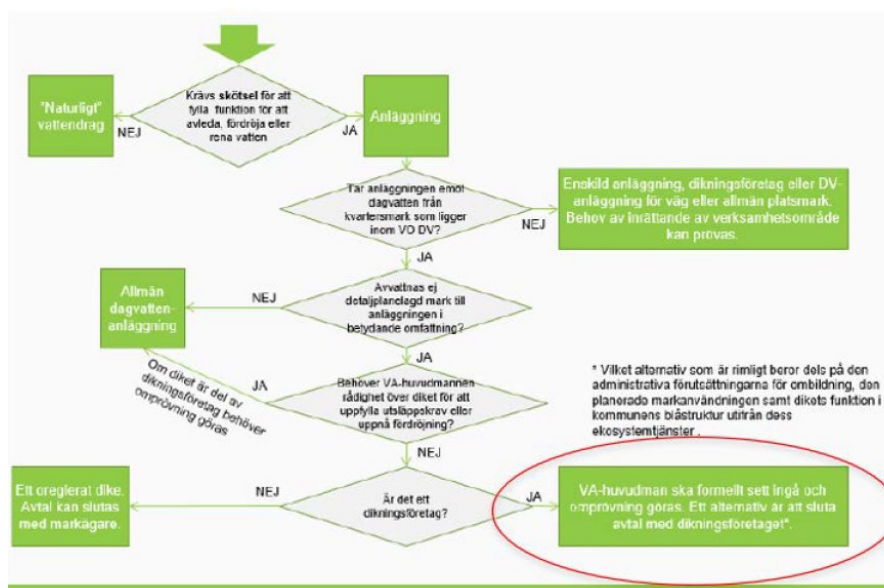 Krävs skötsel för att
fylla funktion för att
avleda, fördröja eller
rena vatten
"Naturligt"
vattendrag
NEJ
JA
Anläggning
Tar anläggningen emot
dagvatten från
kvartersmark som ligger
inom VO DV?
NEJ
Enskild anläggning, dikningsföretag eller DV-
anläggning för väg eller allmän platsmark.
Behov av inrättande av verksamhetsområde
kan prövas.
JA
Avvattnas ej
detaljplanelagd mark till
anläggningen i
betydande omfattning?
NEJ
Allmän
dagvatten-
anläggning
JA
Behöver VA-huvudmannen
rådighet över diket för att
uppfylla utsläppskrav eller
uppnå fördröjning?
JA
Om diket är del av
dikningsföretag behöver
omprövning göras
* Vilket alternativ som är rimligt beror dels på den
administrativa förutsättningarna för ombildning, den
planerade markanvändningen samt dikets funktion i
kommunens blåstruktur utifrån dess
ekosystemtjänster .
NEJ
Är det ett
dikningsföretag?
NEJ
Ett oreglerat dike.
Avtal kan slutas
med markägare.
JA
VA-huvudman ska formellt sett ingå och
omprövning göras. Ett alternativ är att sluta
avtal med dikningsföretaget*.